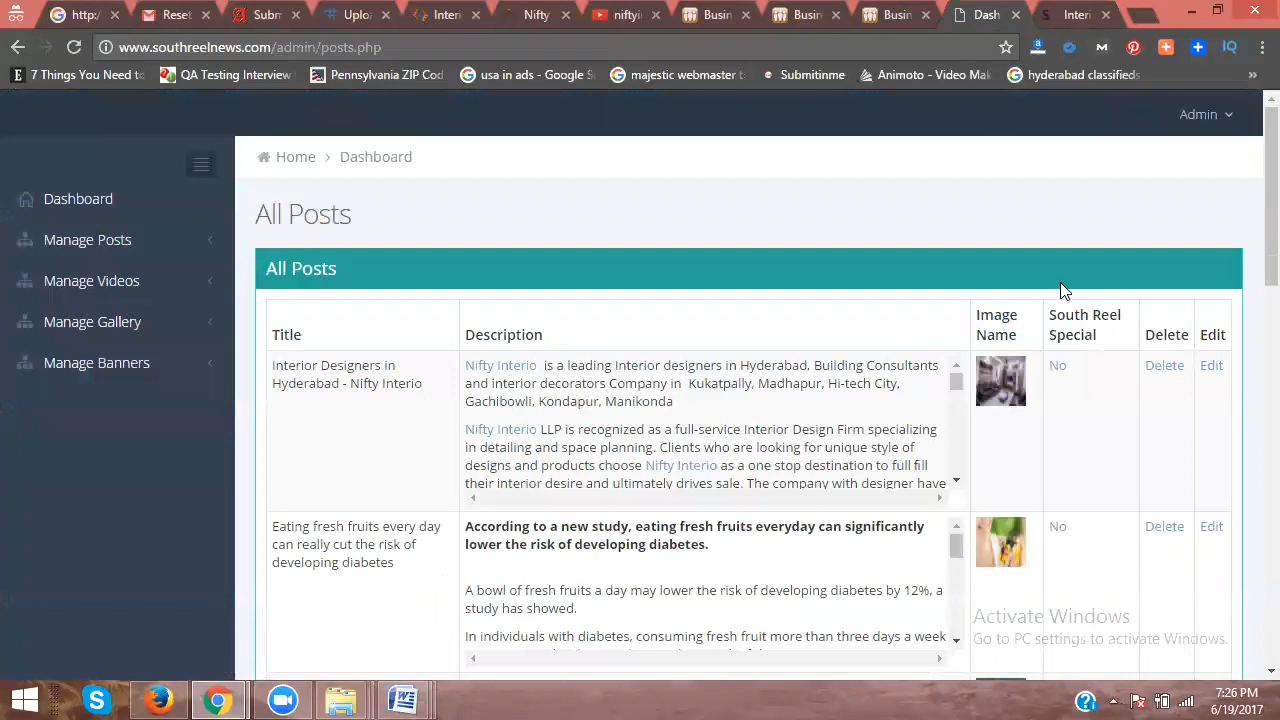 http:/
Reset
Subm
Uploa
Interi
Nifty
niftyi
Busin
Busin
Busin
Dash
Interi
www.southreelnews.com/admin/posts.php
7 Things You Need to
QA Testing Interview
Pennsylvania ZIP Cod
usa in ads - Google S
majestic webmaster t
Submitinme
Animoto - Video Mak
hyderabad classifieds
»
Admin
Home > Dashboard
Dashboard
Manage Posts
Manage Videos
Manage Gallery
Manage Banners
All Posts
All Posts
Title
Description
Image Name
South Reel Special
Delete
Edit
Interior Designers in
Hyderabad - Nifty Interio
Nifty Interio is a leading Interior designers in Hyderabad, Building Consultants
and interior decorators Company in Kukatpally, Madhapur, Hi-tech City,
Gachibowli, Kondapur, Manikonda
Nifty Interio LLP is recognized as a full-service Interior Design Firm specializing
in detailing and space planning. Clients who are looking for unique style of
designs and products choose Nifty Interio as a one stop destination to full fill
their interior desire and ultimately drives sale. The company with designer have
No
Delete
Edit
Eating fresh fruits every day
can really cut the risk of
developing diabetes
According to a new study, eating fresh fruits everyday can significantly
lower the risk of developing diabetes.
A bowl of fresh fruits a day may lower the risk of developing diabetes by 12%, a
study has showed.
In individuals with diabetes, consuming fresh fruit more than three days a week
No
Delete
Edit
Activate Windows
Go to PC settings to activate Windows.
7:26 PM
6/19/2017